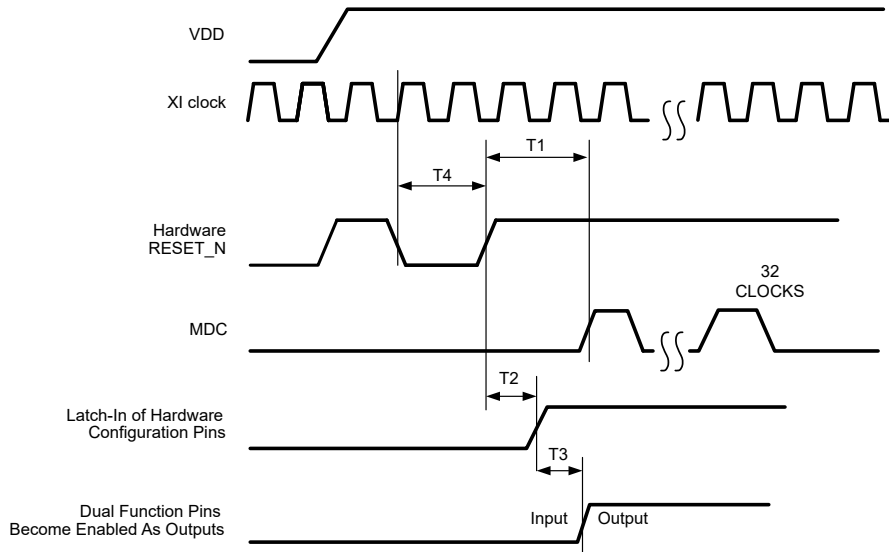 VDD
XI clock
T1
T4
Hardware
RESET_N
32
CLOCKS
MDC
T2
Latch-In of Hardware
Configuration Pins
T3
Dual Function Pins
Become Enabled As Outputs
Input
Output